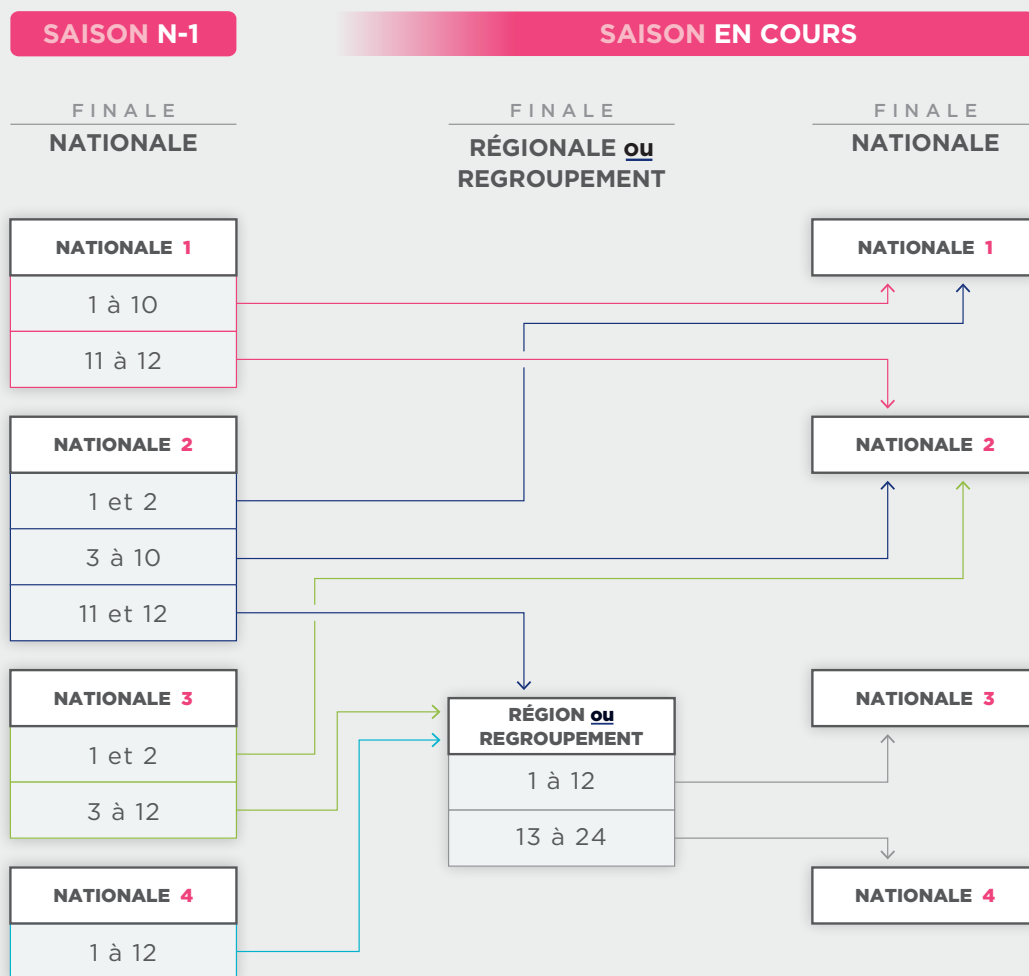 SAISON N-1
SAISON EN COURS
FINALE
NATIONALE
FINALE
RÉGIONALE ou
REGROUPEMENT
FINALE
NATIONALE
NATIONALE 1
1 à 10
11 à 12
NATIONALE 2
1 et 2
3 à 10
11 et 12
NATIONALE 3
1 et 2
3 à 12
NATIONALE 4
1 à 12
RÉGION ou
REGROUPEMENT
1 à 12
13 à 24
NATIONALE 1
NATIONALE 2
NATIONALE 3
NATIONALE 4